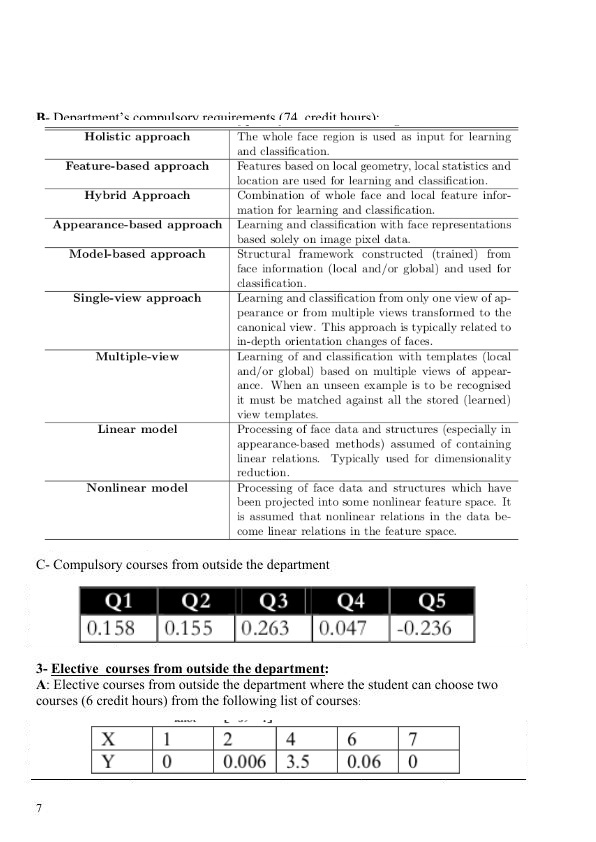 B- Department's compulsory requirements (74 credit hours):
Holistic approach The whole face region is used as input for learning
and classification.
Feature-based approach Features based on local geometry, local statistics and
location are used for learning and classification.
Hybrid Approach Combination of whole face and local feature infor-
mation for learning and classification.
Appearance-based approach Learning and classification with face representations
based solely on image pixel data.
Model-based approach Structural framework constructed (trained) from
face information (local and/or global) and used for
classification.
Single-view approach Learning and classification from only one view of ap-
pearance or from multiple views transformed to the
canonical view. This approach is typically related to
in-depth orientation changes of faces.
Multiple-view Learning of and classification with templates (local
and/or global) based on multiple views of appear-
ance. When an unseen example is to be recognised
it must be matched against all the stored (learned)
view templates.
Linear model Processing of face data and structures (especially in
appearance-based methods) assumed of containing
linear relations. Typically used for dimensionality
reduction.
Nonlinear model Processing of face data and structures which have
been projected into some nonlinear feature space. It
is assumed that nonlinear relations in the data be-
come linear relations in the feature space.
C- Compulsory courses from outside the department
Q1 Q2 Q3 Q4 Q5
0.158 0.155 0.263 0.047 -0.236
3- Elective courses from outside the department:
A: Elective courses from outside the department where the student can choose two
courses (6 credit hours) from the following list of courses:
X 1 2 4 6 7
Y 0 0.006 3.5 0.06 0
7